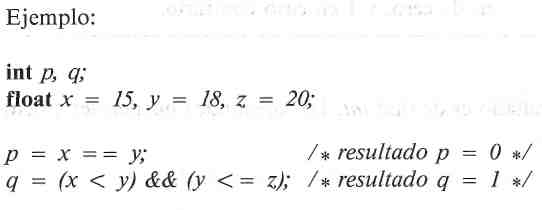 Ejemplo:
int p, q;
float x = 15, y = 18, z = 20;
p = x == y; /* resultado p = 0 */
q = (x < y) && (y <= z); /* resultado q = 1 */